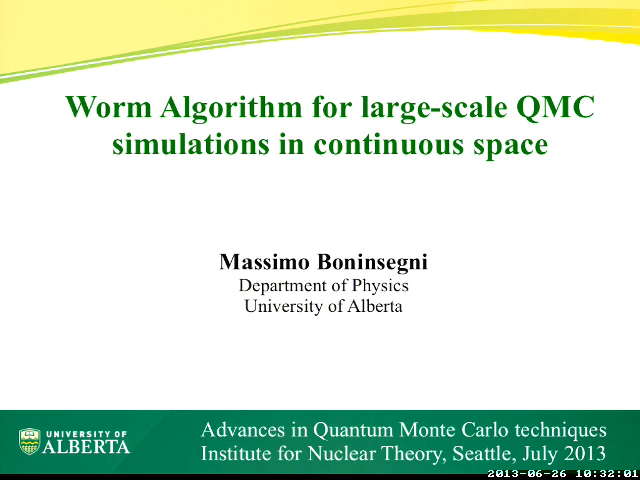 Worm Algorithm for large-scale QMC
simulations in continuous space
Massimo Boninsegni
Department of Physics
University of Alberta
UNIVERSITY OF
ALBERTA
Advances in Quantum Monte Carlo techniques
Institute for Nuclear Theory, Seattle, July 2013
2013-06-26 10:32:01